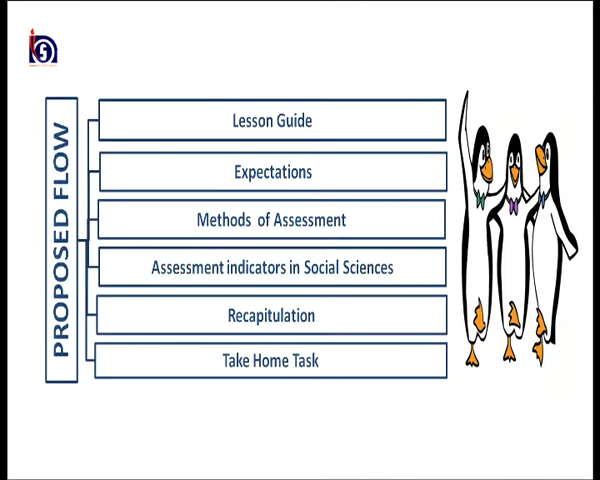 PROPOSED FLOW
Lesson Guide
Expectations
Methods of Assessment
Assessment indicators in Social Sciences
Recapitulation
Take Home Task